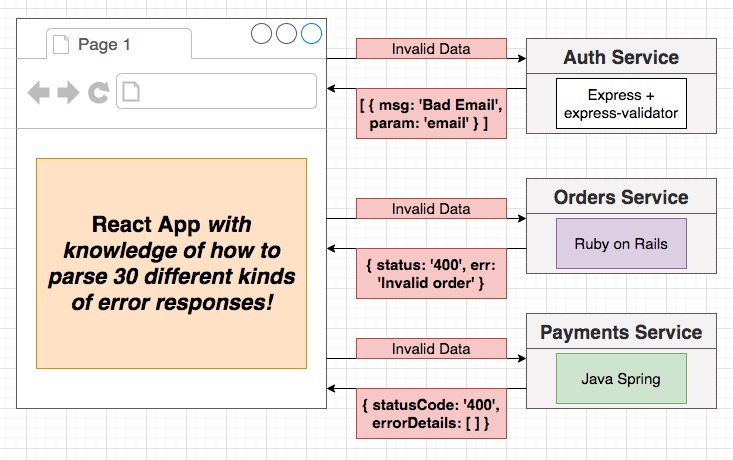 Page 1
React App with
knowledge of how to
parse 30 different kinds
of error responses!
Invalid Data
[ { msg: 'Bad Email',
param: 'email' } ]
Auth Service
Express +
express-validator
Invalid Data
{ status: '400', err:
'Invalid order' }
Orders Service
Ruby on Rails
Invalid Data
{ statusCode: '400',
errorDetails: [ ] }
Payments Service
Java Spring